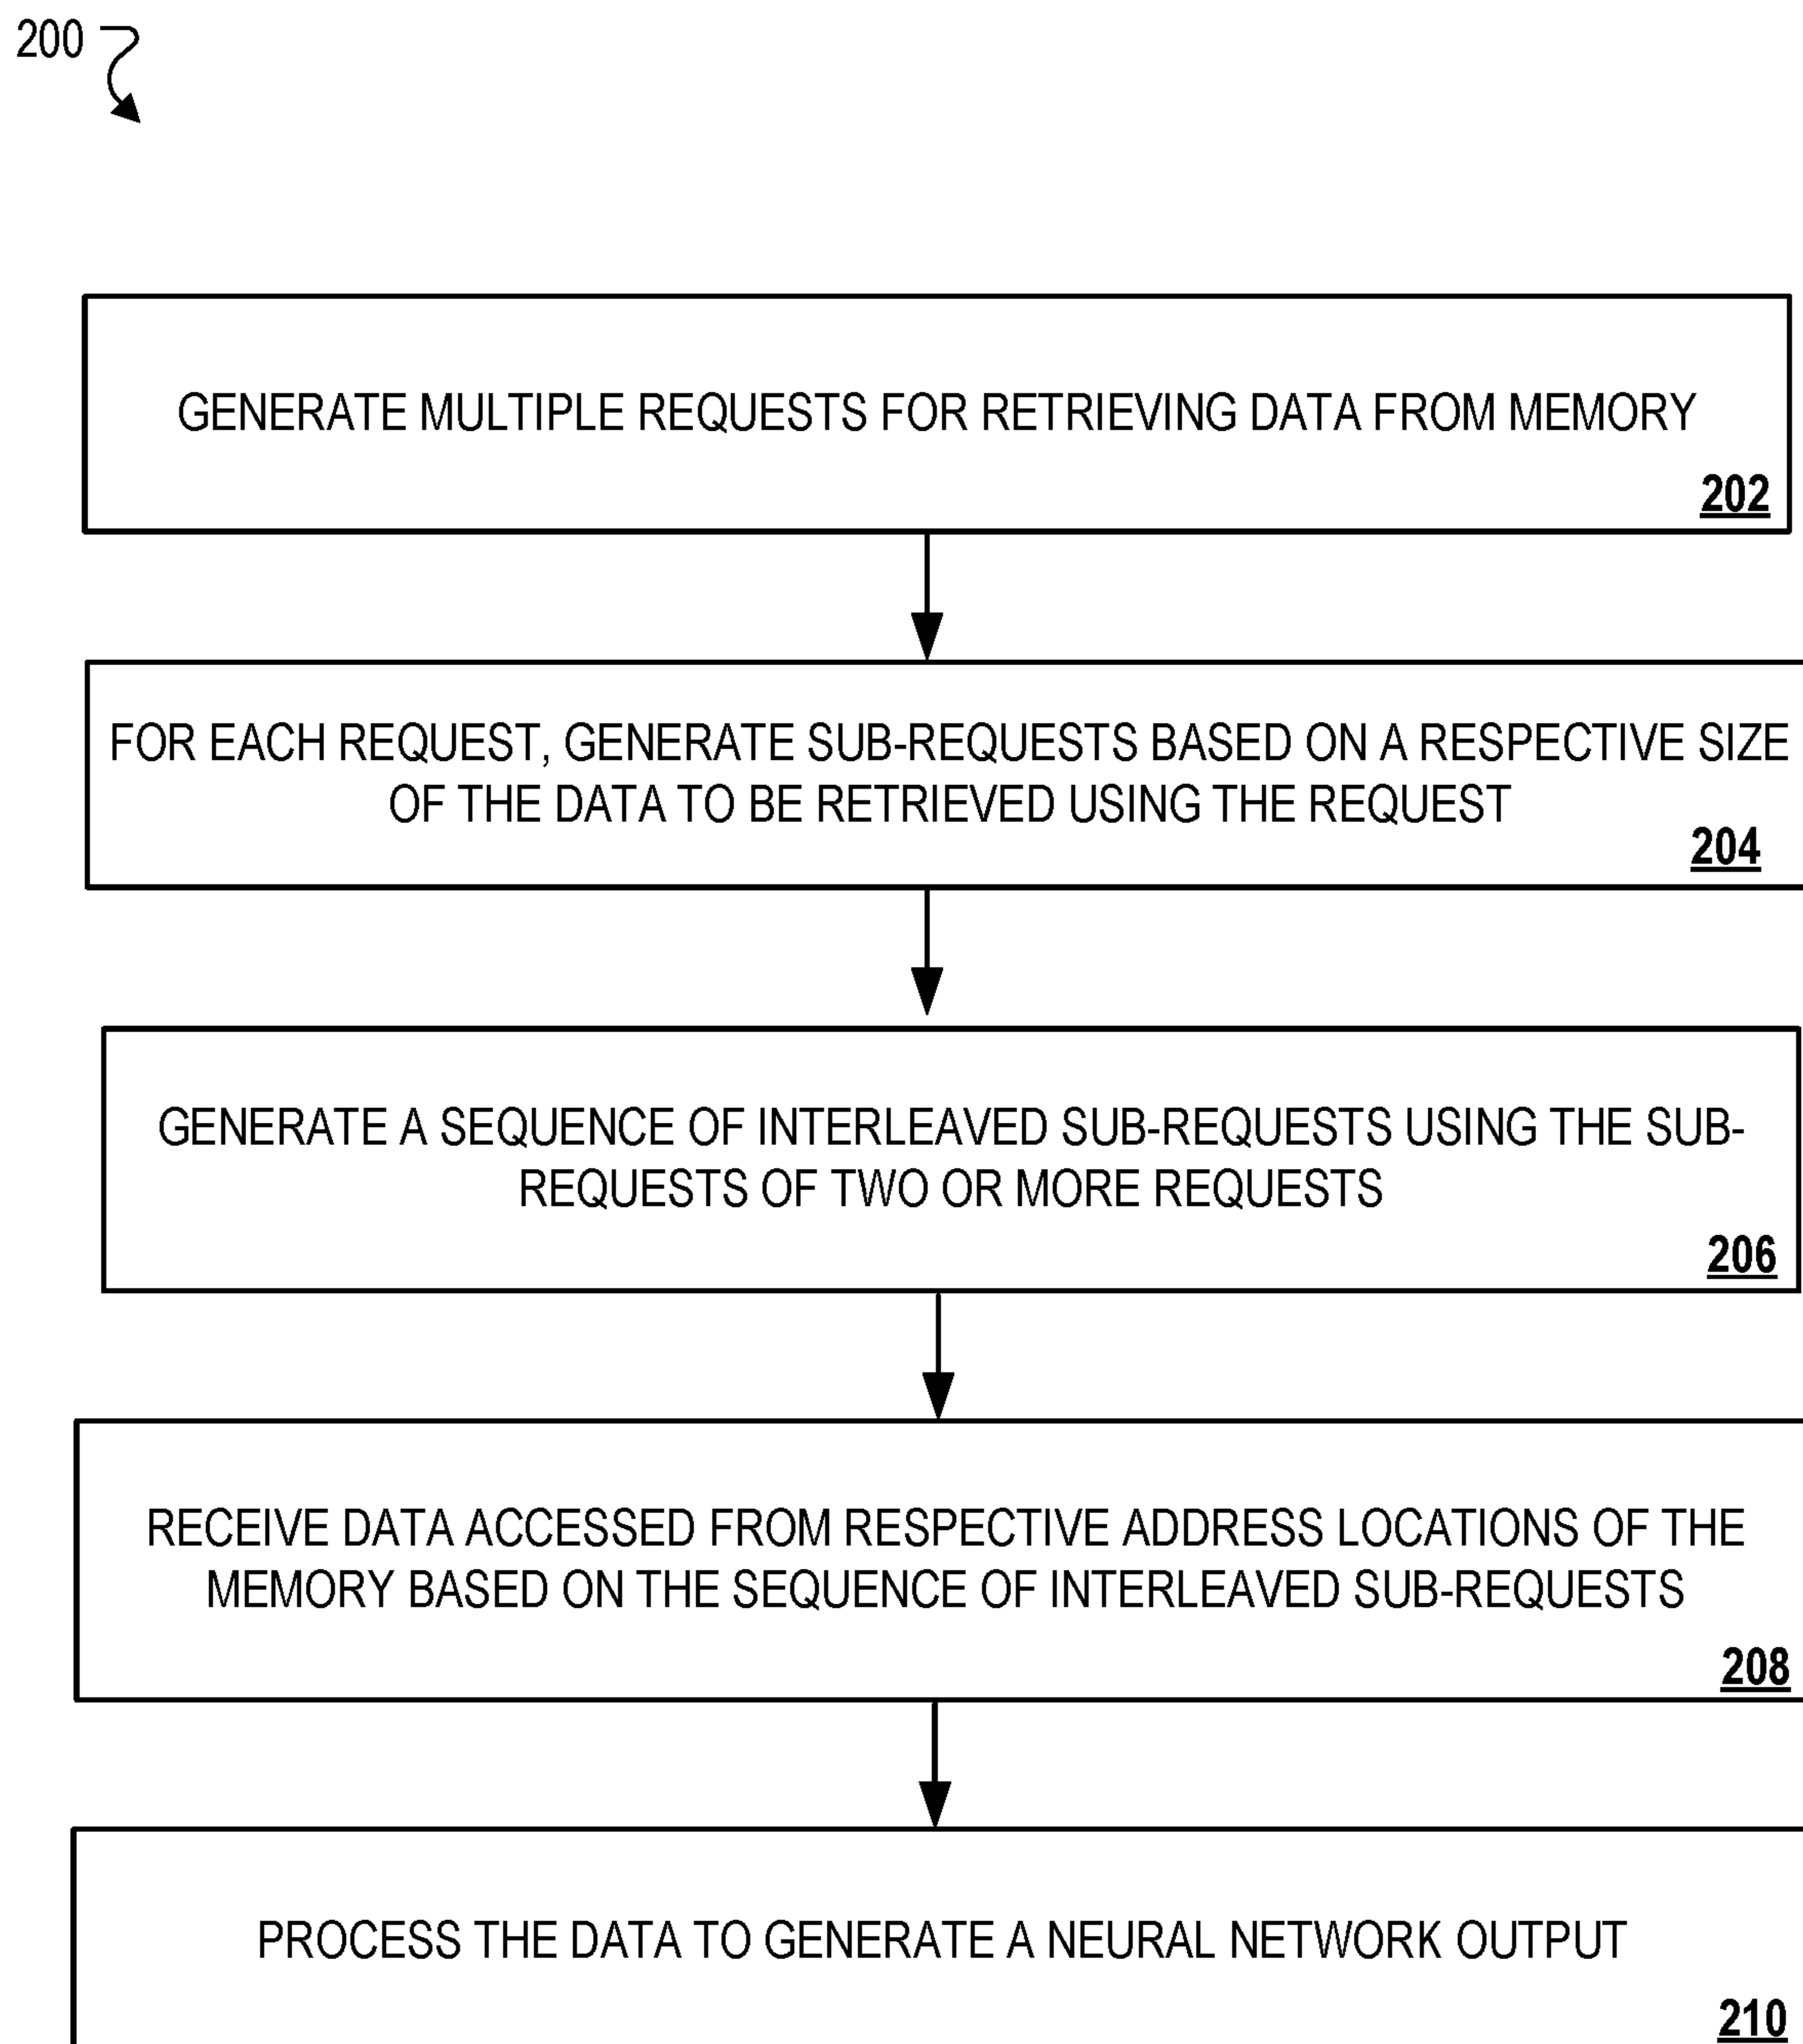 200
GENERATE MULTIPLE REQUESTS FOR RETRIEVING DATA FROM MEMORY
202
FOR EACH REQUEST, GENERATE SUB-REQUESTS BASED ON A RESPECTIVE SIZE
OF THE DATA TO BE RETRIEVED USING THE REQUEST
204
GENERATE A SEQUENCE OF INTERLEAVED SUB-REQUESTS USING THE SUB-
REQUESTS OF TWO OR MORE REQUESTS
206
RECEIVE DATA ACCESSED FROM RESPECTIVE ADDRESS LOCATIONS OF THE
MEMORY BASED ON THE SEQUENCE OF INTERLEAVED SUB-REQUESTS
208
PROCESS THE DATA TO GENERATE A NEURAL NETWORK OUTPUT
210